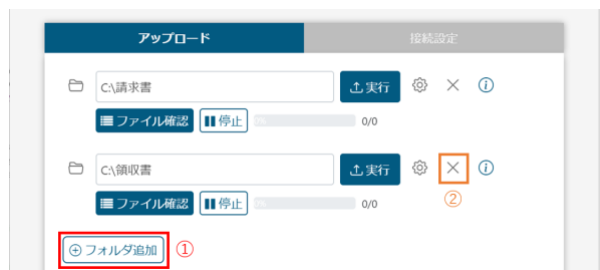 アップロード 接続設定
C:\請求書 実行
ファイル確認 停止 0% 0/0
C:\領収書 実行
ファイル確認 停止 0% 0/0
②
フォルダ追加 ①